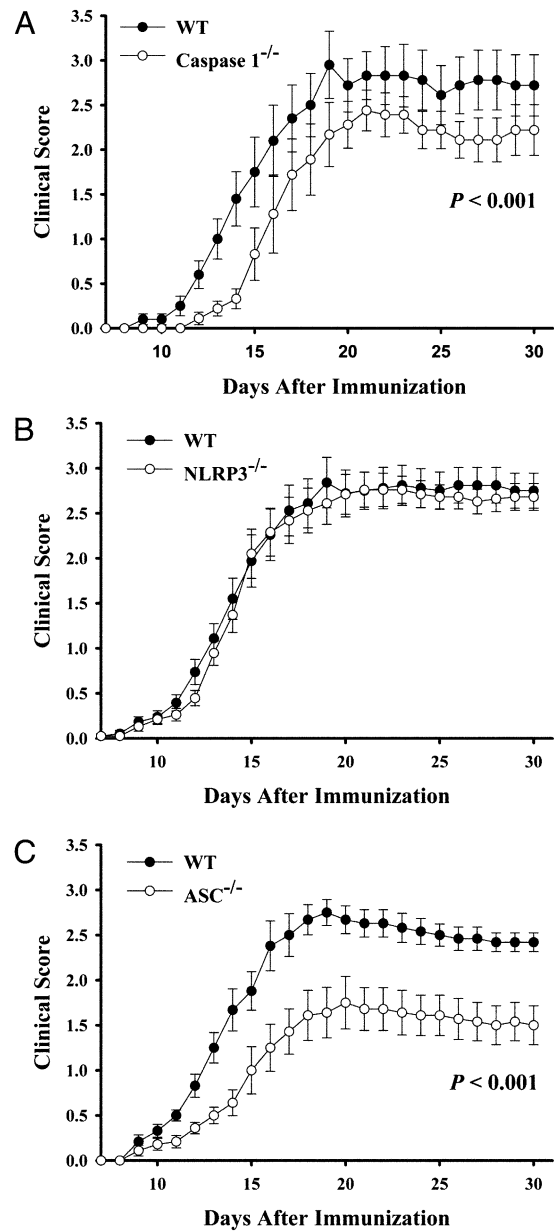 A
WT
Caspase 1-/-
3.5
3.0
2.5
2.0
1.5
1.0
0.5
0.0
Clinical Score
P < 0.001
10 15 20 25 30
Days After Immunization
B
WT
NLRP3-/-
3.5
3.0
2.5
2.0
1.5
1.0
0.5
0.0
Clinical Score
10 15 20 25 30
Days After Immunization
C
WT
ASC-/-
3.5
3.0
2.5
2.0
1.5
1.0
0.5
0.0
Clinical Score
P < 0.001
10 15 20 25 30
Days After Immunization